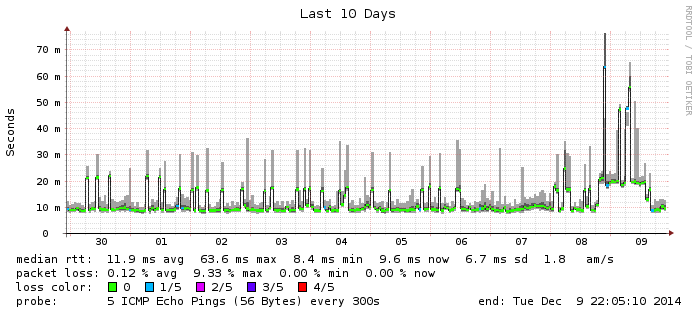 Last 10 Days
RRDTOOL / TOBI OETIKER
Seconds
70 m
60 m
50 m
40 m
30 m
20 m
10 m
0
30 01 02 03 04 05 06 07 08 09
median rtt: 11.9 ms avg 63.6 ms max 8.4 ms min 9.6 ms now 6.7 ms sd 1.8 am/s
packet loss: 0.12 % avg 9.33 % max 0.00 % min 0.00 % now
loss color: 0 1/5 2/5 3/5 4/5
probe: 5 ICMP Echo Pings (56 Bytes) every 300s end: Tue Dec 9 22:05:10 2014